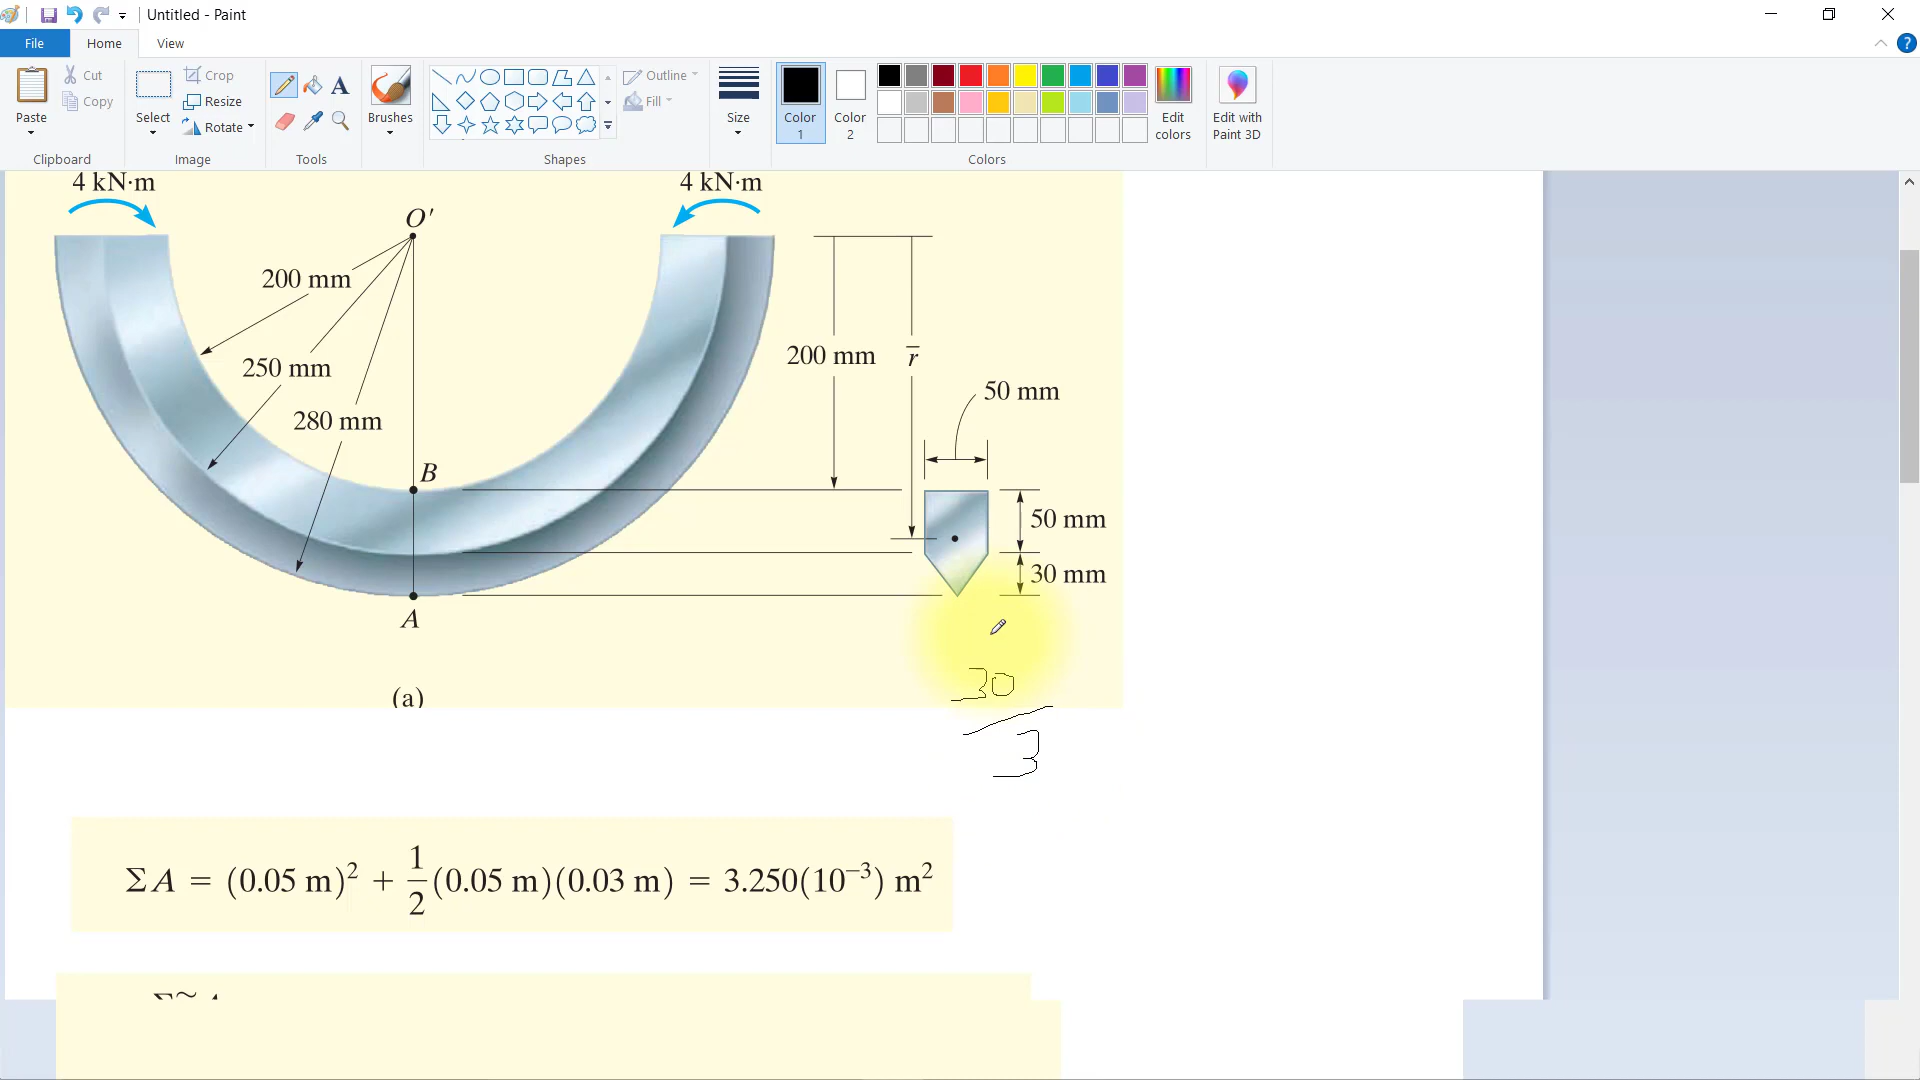 Untitled - Paint
File Home View
Paste
Cut
Copy
Clipboard
Select
Crop
Resize
Rotate
Image
A
Tools
Brushes
Shapes
Outline
Fill
Size
Color 1
Color 2
Edit colors
Edit with Paint 3D
Colors
?
4 kN·m
4 kN·m
O′
200 mm
250 mm
280 mm
B
A
200 mm
r̅
50 mm
50 mm
30 mm
(a)
30
3
ΣA = (0.05 m)² + 1/2 (0.05 m)(0.03 m) = 3.250(10⁻³) m²